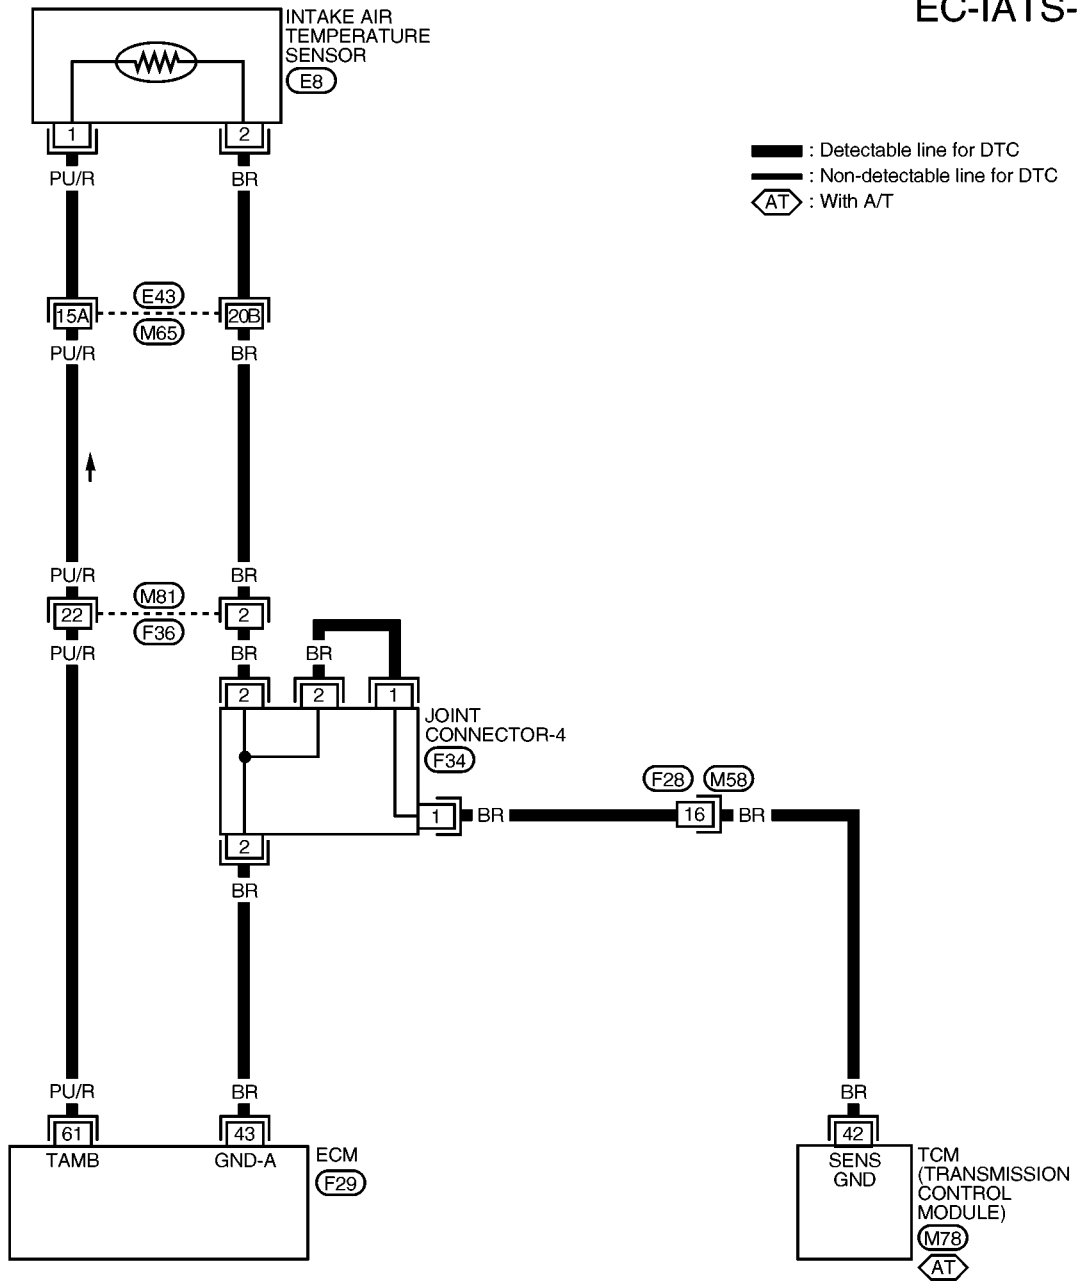 EC-IATS-
INTAKE AIR
TEMPERATURE
SENSOR
E8
1
2
: Detectable line for DTC
: Non-detectable line for DTC
AT : With A/T
PU/R
BR
E43
15A
20B
M65
PU/R
BR
PU/R
BR
M81
22
2
F36
PU/R
BR
BR
2
2
1
JOINT
CONNECTOR-4
F34
F28
M58
1
BR
16
BR
2
BR
PU/R
BR
BR
61
43
42
TAMB
GND-A
ECM
F29
SENS
GND
TCM
(TRANSMISSION
CONTROL
MODULE)
M78
AT